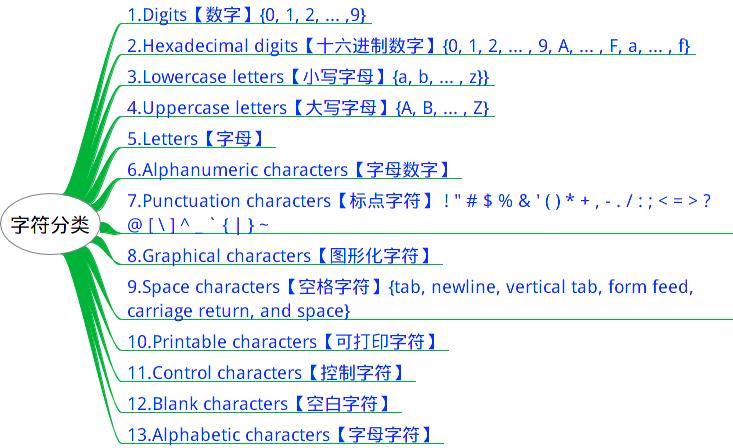 字符分类
1.Digits【数字】{0, 1, 2, ... ,9}
2.Hexadecimal digits【十六进制数字】{0, 1, 2, ... , 9, A, ... , F, a, ... , f}
3.Lowercase letters【小写字母】{a, b, ... , z}}
4.Uppercase letters【大写字母】{A, B, ... , Z}
5.Letters【字母】
6.Alphanumeric characters【字母数字】
7.Punctuation characters【标点字符】! " # $ % & ' ( ) * + , - . / : ; < = > ?
@ [ \ ] ^ _ ` { | } ~
8.Graphical characters【图形化字符】
9.Space characters【空格字符】{tab, newline, vertical tab, form feed,
carriage return, and space}
10.Printable characters【可打印字符】
11.Control characters【控制字符】
12.Blank characters【空白字符】
13.Alphabetic characters【字母字符】